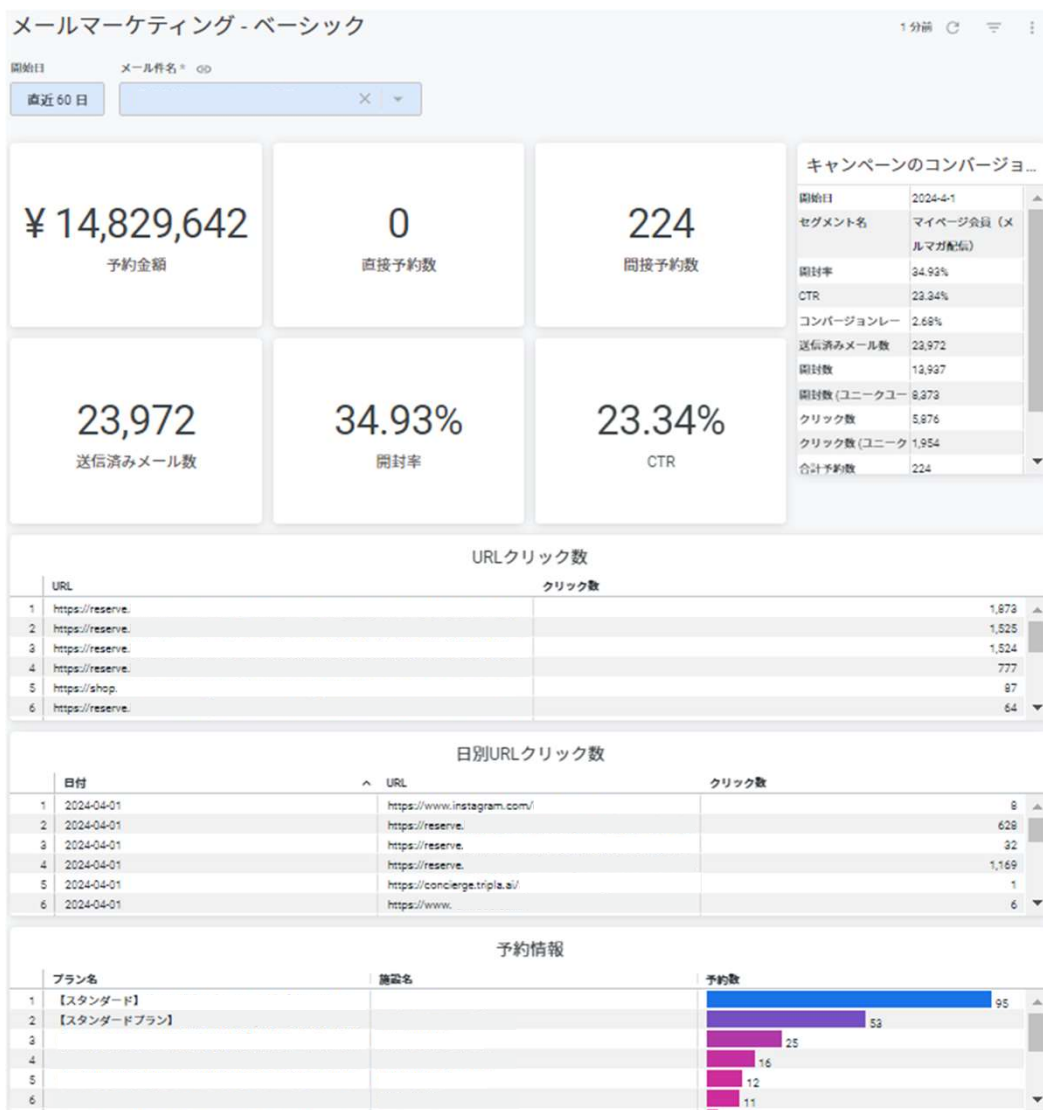 メールマーケティング - ベーシック
1 分前
開始日 メール件名 *
直近 60 日
¥ 14,829,642
予約金額
0
直接予約数
224
間接予約数
23,972
送信済みメール数
34.93%
開封率
23.34%
CTR
キャンペーンのコンバージョ...
開始日 2024-4-1
セグメント名 マイページ会員（メ
ルマガ配信）
開封率 34.93%
CTR 23.34%
コンバージョンレー 2.68%
送信済みメール数 23,972
開封数 13,937
開封数 (ユニークユー 8,373
クリック数 5,876
クリック数 (ユニーク 1,954
合計予約数 224
URLクリック数
URL クリック数
1 https://reserve. 1,873
2 https://reserve. 1,525
3 https://reserve. 1,524
4 https://reserve. 777
5 https://shop. 87
6 https://reserve. 64
日別URLクリック数
日付 URL クリック数
1 2024-04-01 https://www.instagram.com/ 8
2 2024-04-01 https://reserve. 628
3 2024-04-01 https://reserve. 32
4 2024-04-01 https://reserve. 1,169
5 2024-04-01 https://concierge.tripla.ai/ 1
6 2024-04-01 https://www. 6
予約情報
プラン名 施設名 予約数
1 【スタンダード】 95
2 【スタンダードプラン】 53
3 25
4 16
5 12
6 11